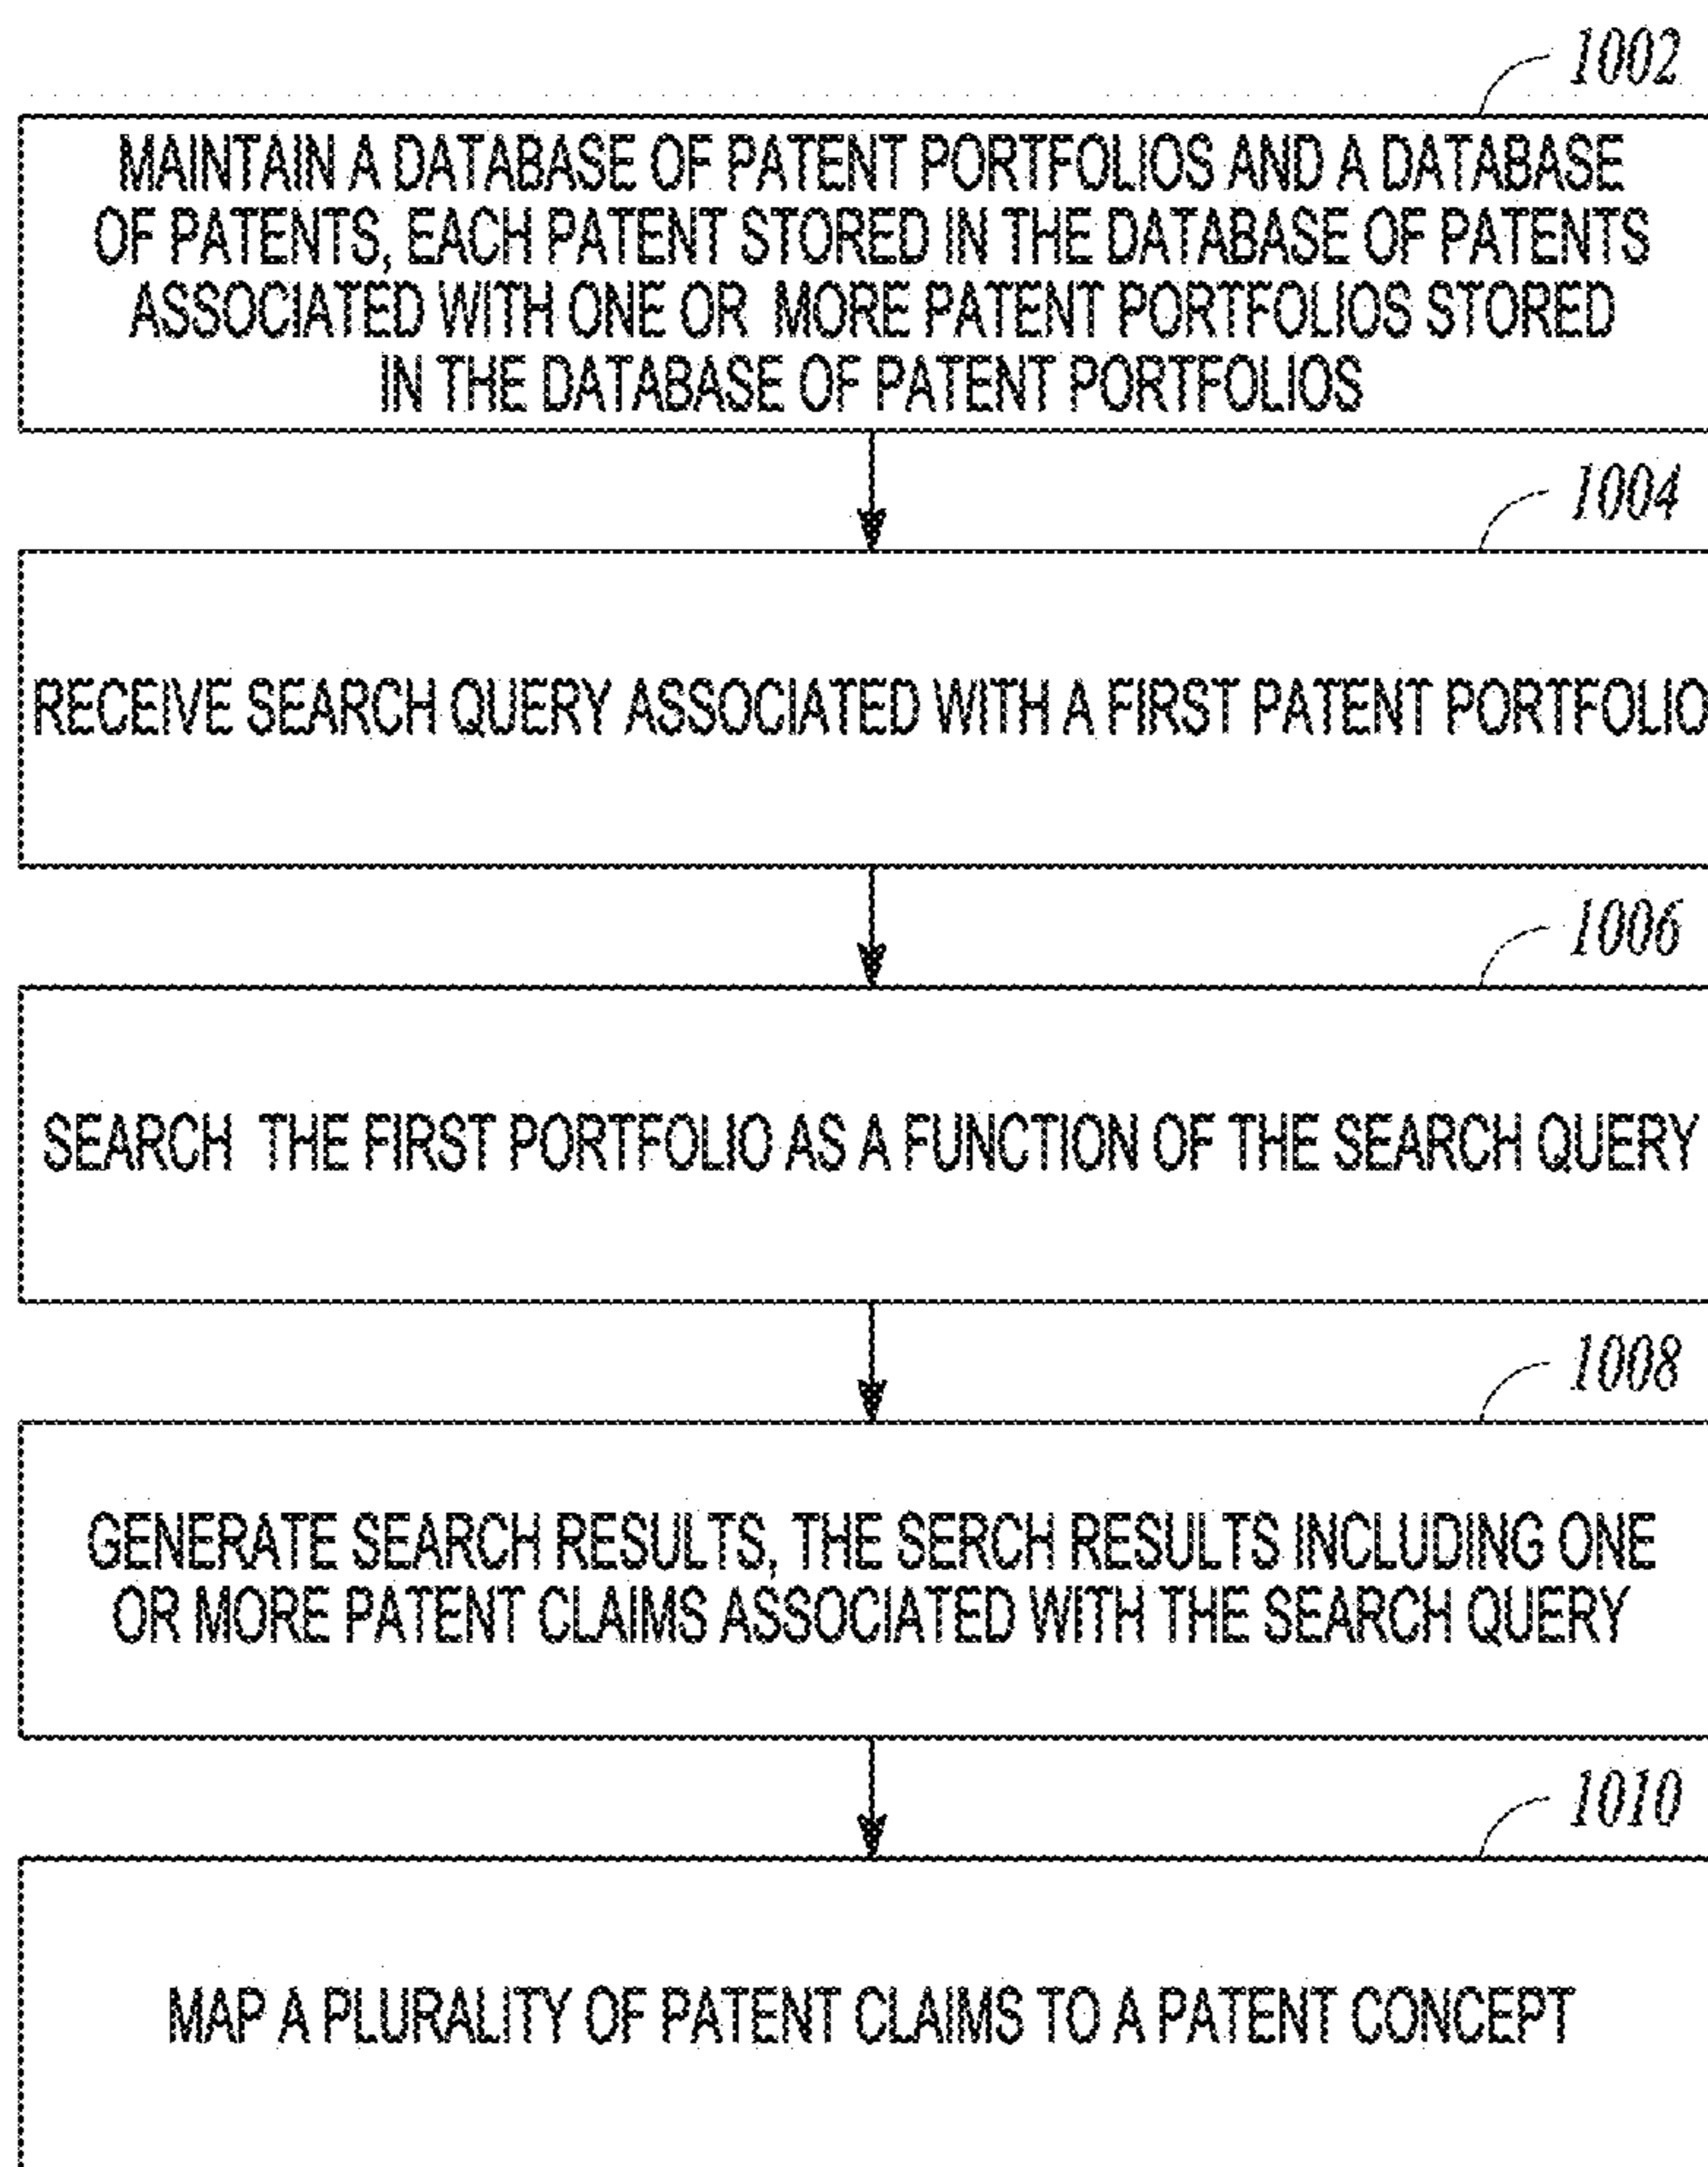 1002
MAINTAIN A DATABASE OF PATENT PORTFOLIOS AND A DATABASE
OF PATENTS, EACH PATENT STORED IN THE DATABASE OF PATENTS
ASSOCIATED WITH ONE OR MORE PATENT PORTFOLIOS STORED
IN THE DATABASE OF PATENT PORTFOLIOS
1004
RECEIVE SEARCH QUERY ASSOCIATED WITH A FIRST PATENT PORTFOLIO
1006
SEARCH THE FIRST PORTFOLIO AS A FUNCTION OF THE SEARCH QUERY
1008
GENERATE SEARCH RESULTS, THE SERCH RESULTS INCLUDING ONE
OR MORE PATENT CLAIMS ASSOCIATED WITH THE SEARCH QUERY
1010
MAP A PLURALITY OF PATENT CLAIMS TO A PATENT CONCEPT